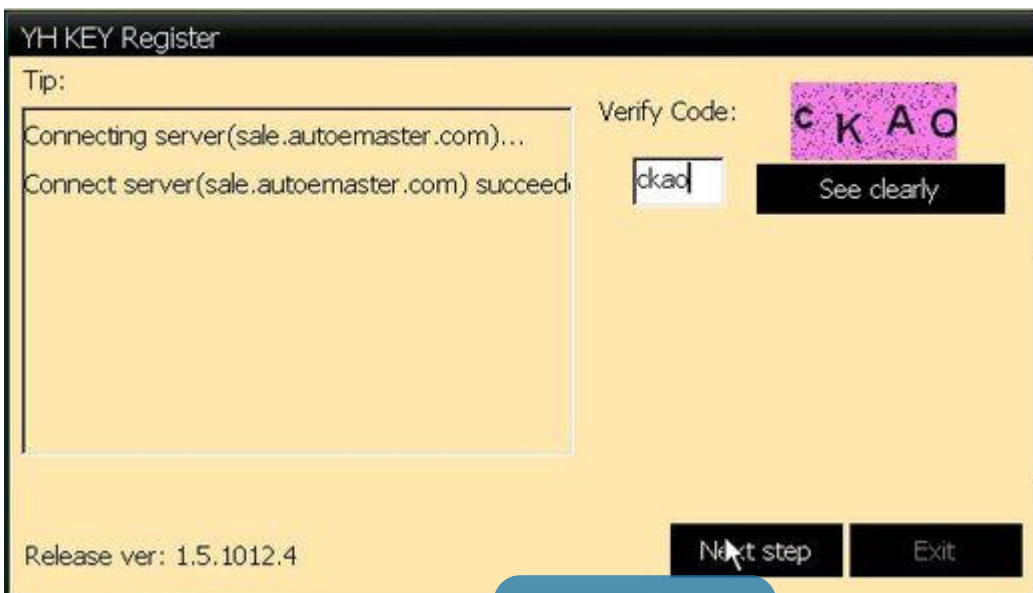 YH KEY Register
Tip:
Connecting server(sale.autoemaster.com)...
Connect server(sale.autoemaster.com) succeed
Verify Code:
cKAO
ckao
See clearly
Release ver: 1.5.1012.4
Next step
Exit